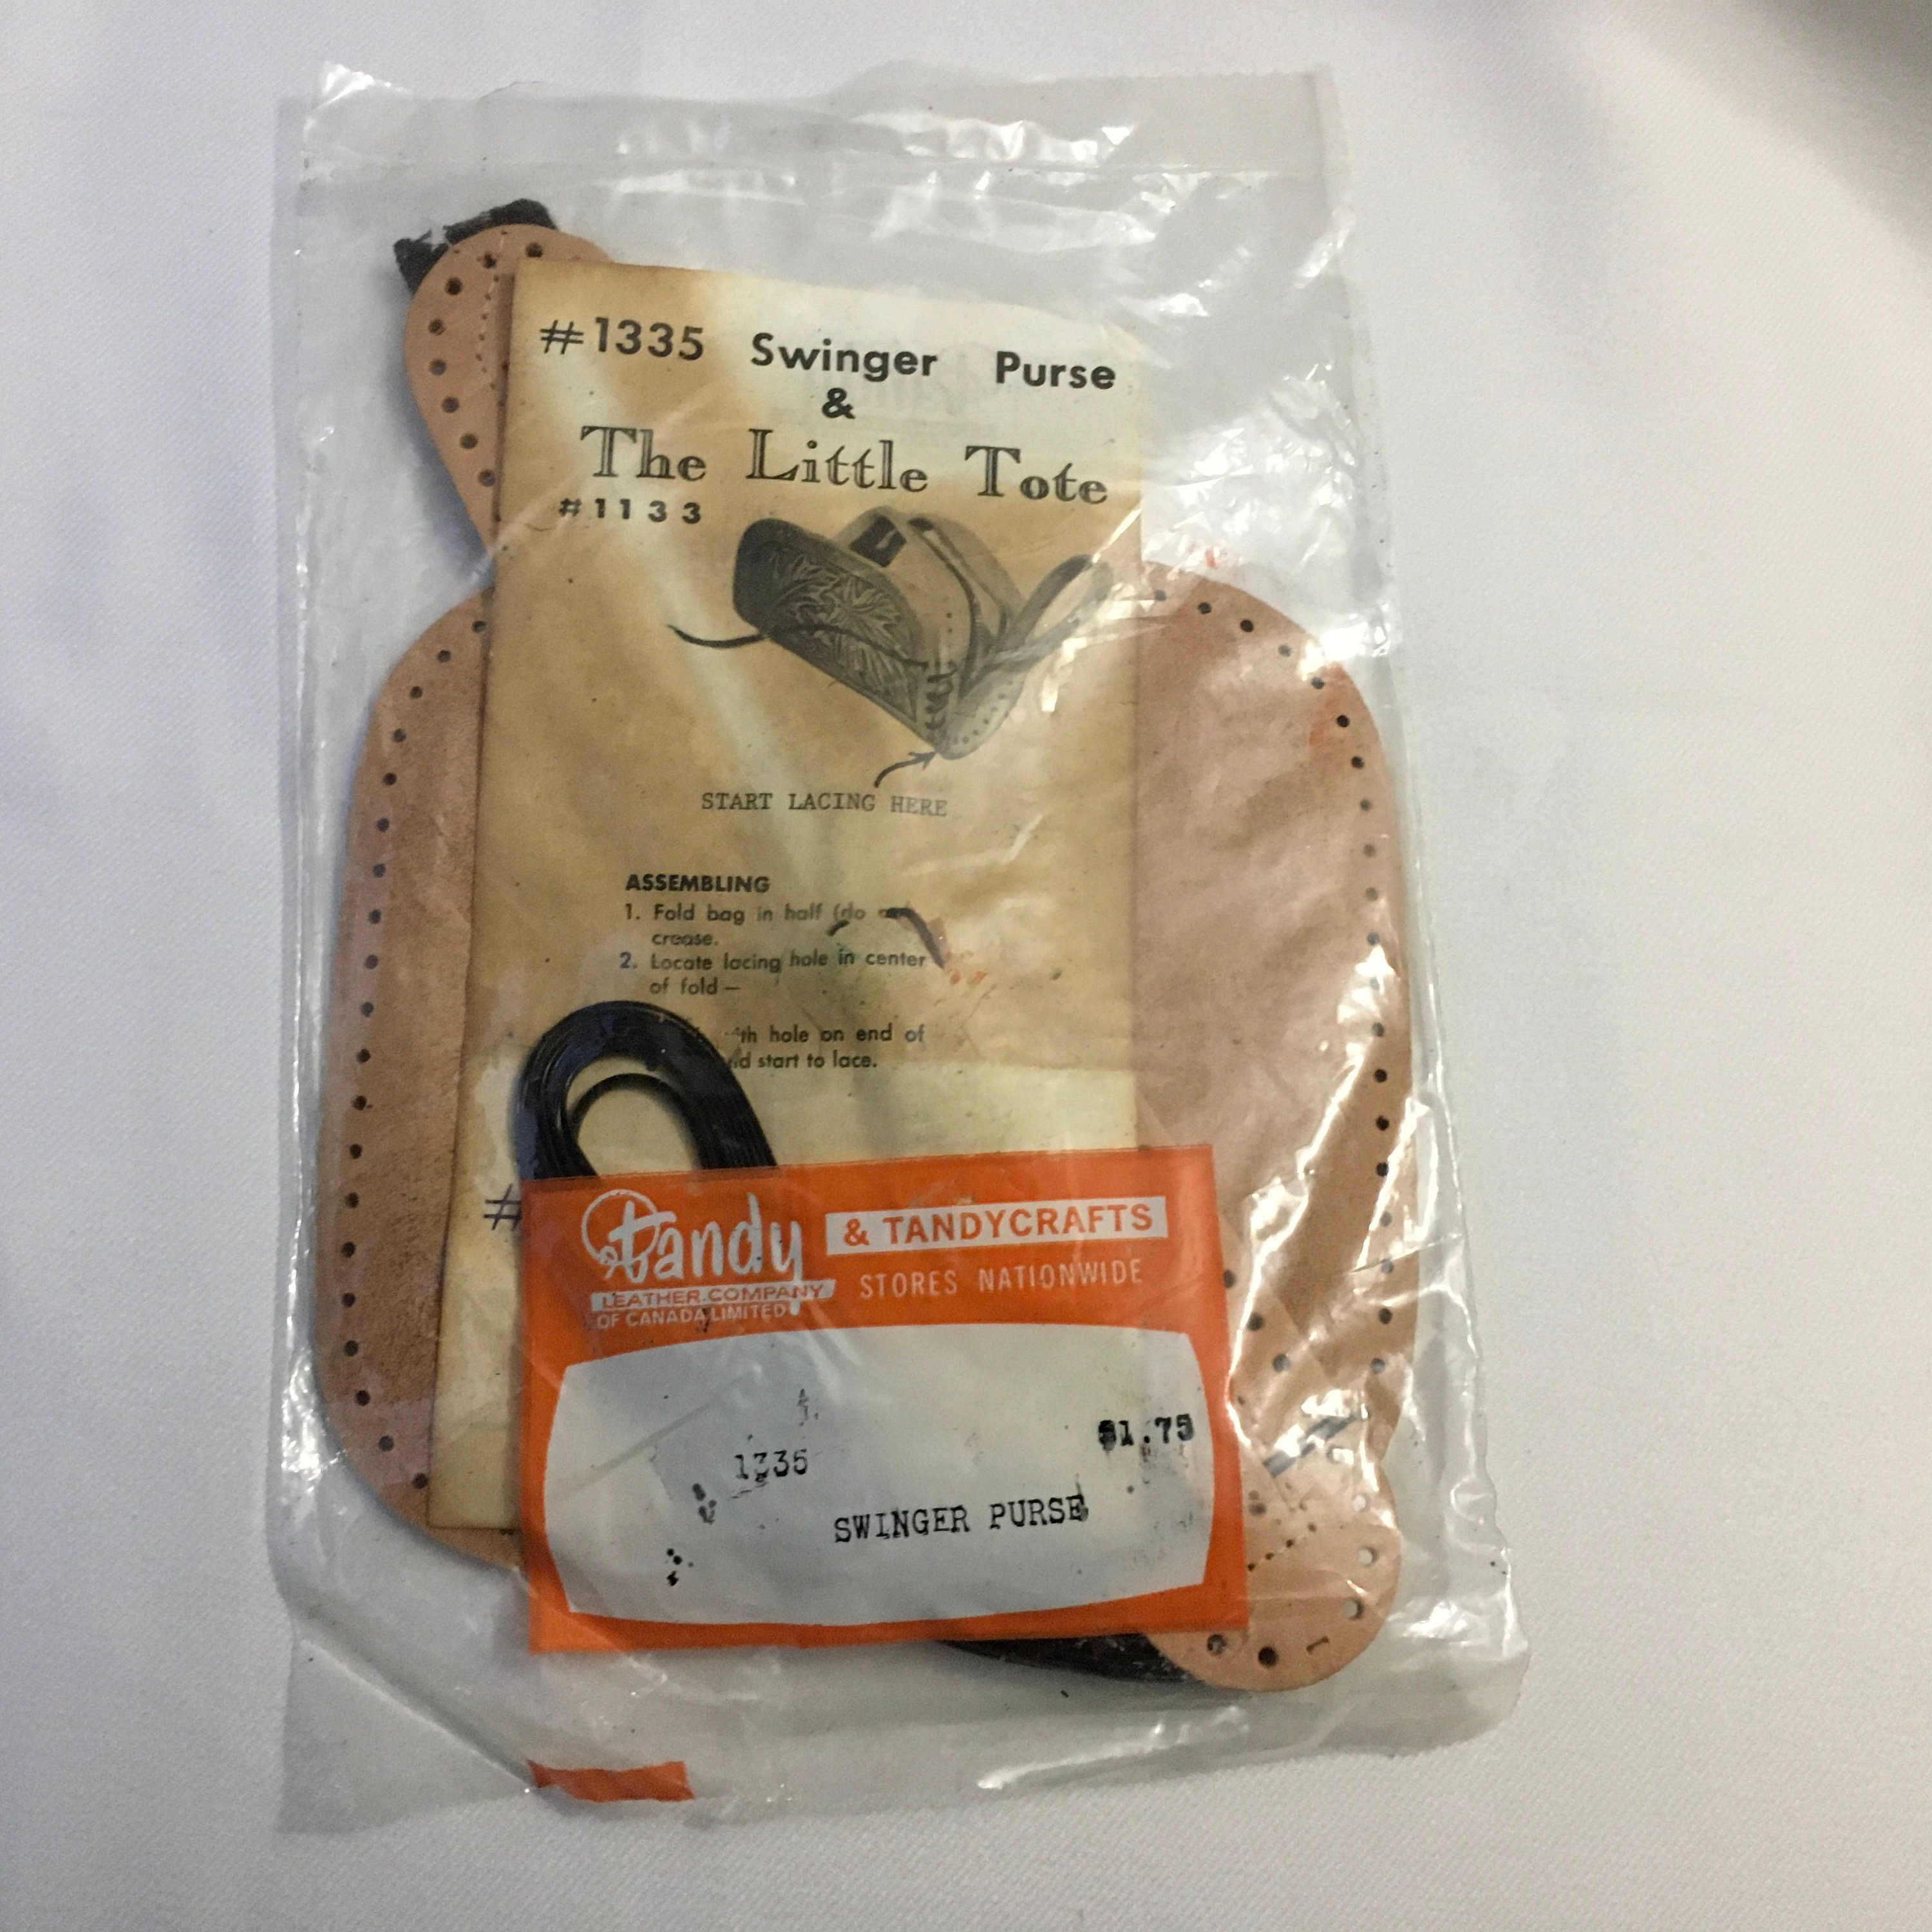 #1335 Swinger Purse
&
The Little Tote
#1133
START LACING HERE
ASSEMBLING
1. Fold bag in half (do
crease.
2. Locate lacing hole in center
of fold—
hole on end of
start to lace.
#
tandy
LEATHER COMPANY
OF CANADA LIMITED
& TANDYCRAFTS
STORES NATIONWIDE
1335
$1.75
SWINGER PURSE